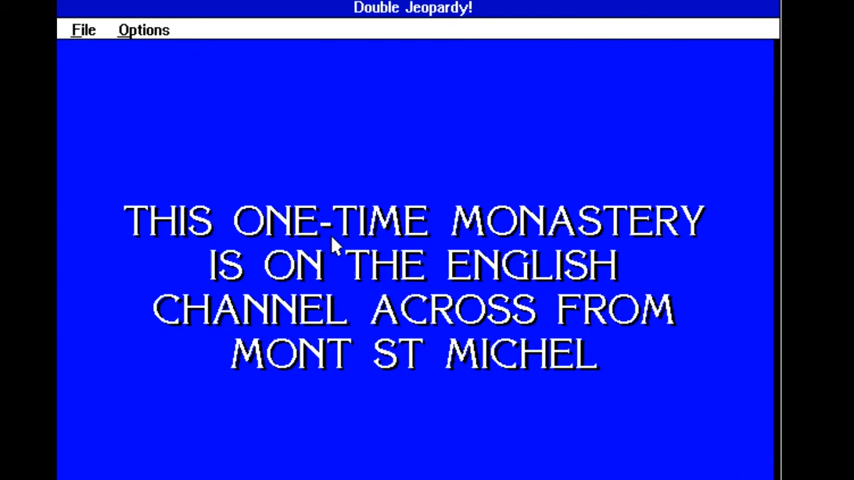 Double Jeopardy!
File Options
THIS ONE-TIME MONASTERY
IS ON THE ENGLISH
CHANNEL ACROSS FROM
MONT ST MICHEL